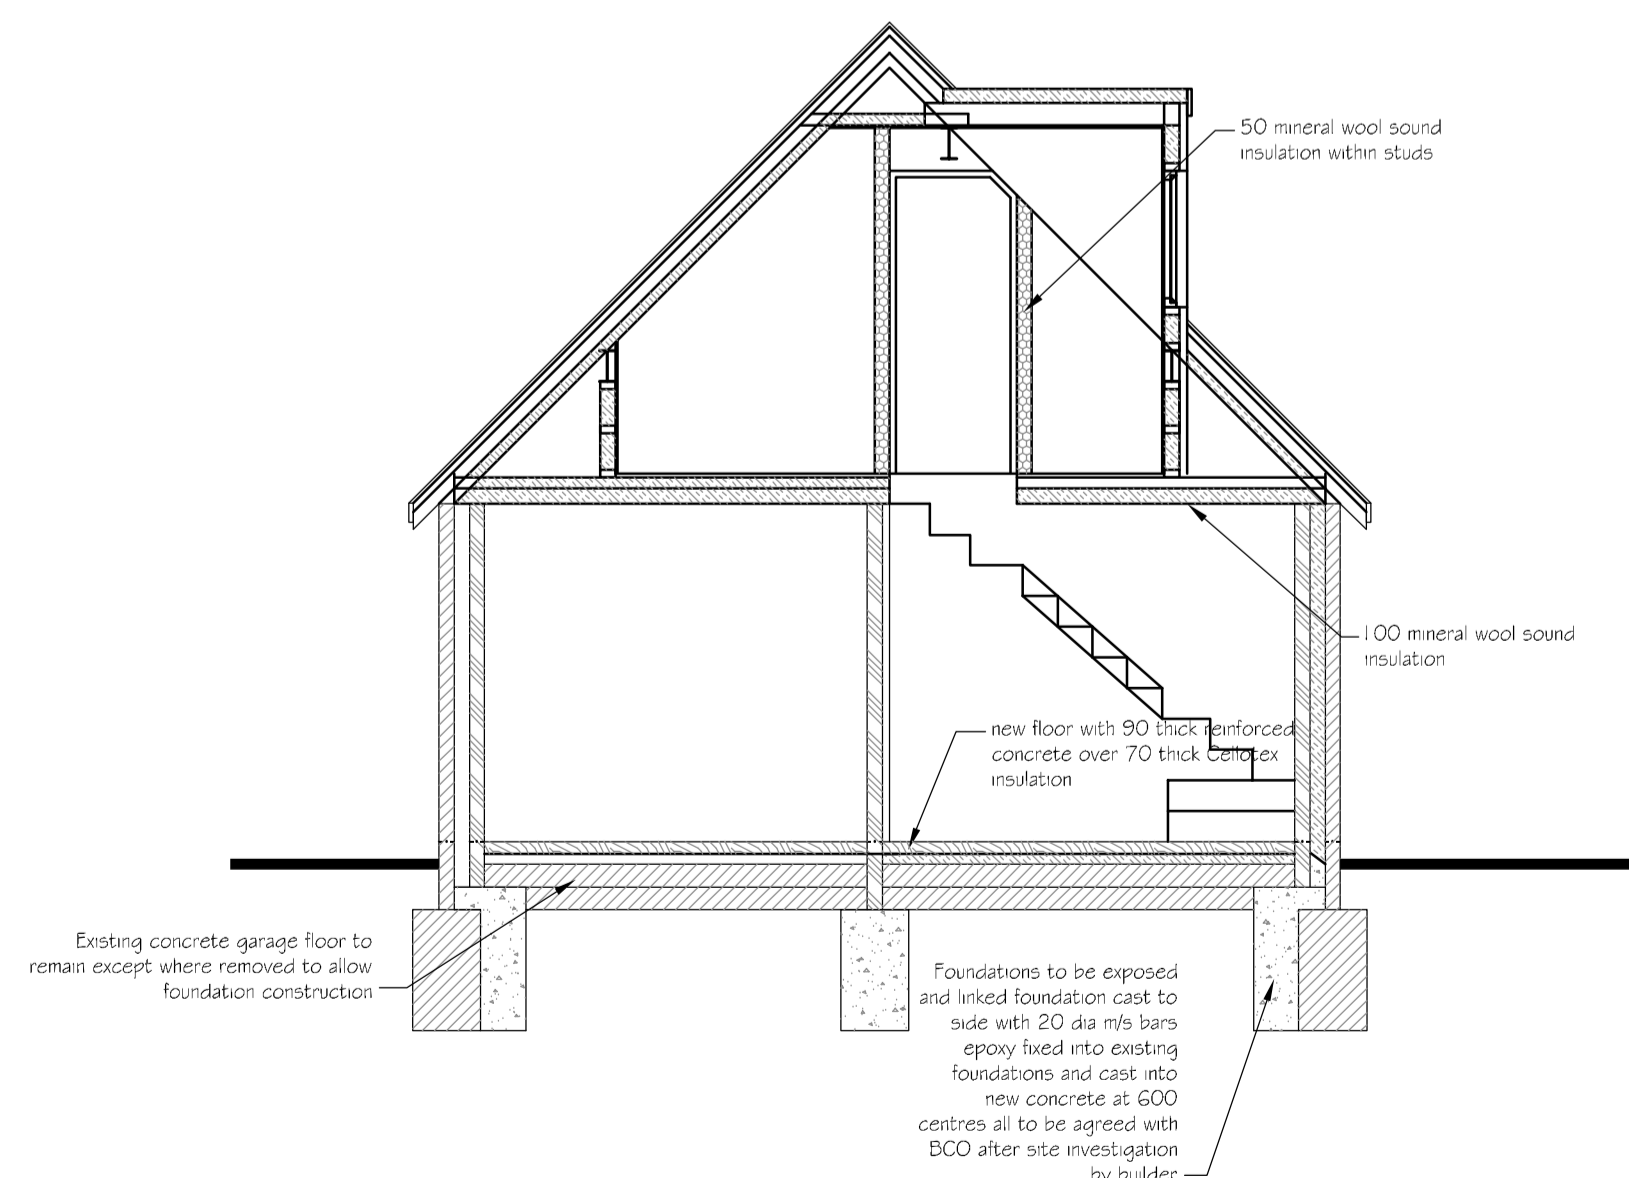 50 mineral wool sound
insulation within studs
100 mineral wool sound
insulation
new floor with 90 thick reinforced
concrete over 70 thick Cellotex
insulation
Existing concrete garage floor to
remain except where removed to allow
foundation construction
Foundations to be exposed
and linked foundation cast to
side with 20 dia m/s bars
epoxy fixed into existing
foundations and cast into
new concrete at 600
centres all to be agreed with
BCO after site investigation
by builder